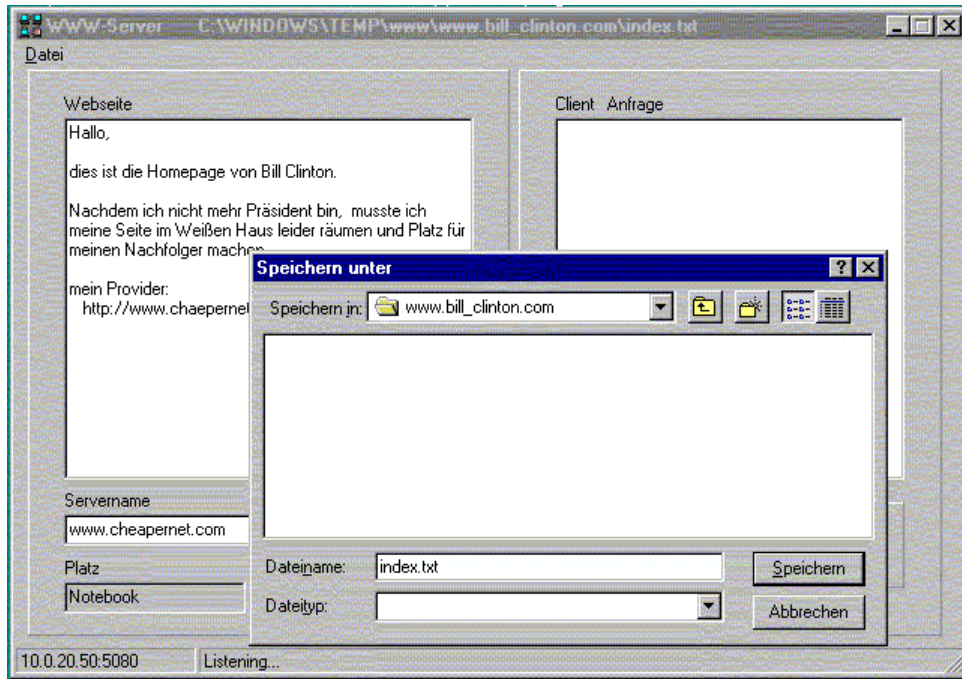 WWW-Server C:\WINDOWS\TEMP\www\www.bill_clinton.com\index.txt
Datei
Webseite
Client Anfrage
Hallo,
dies ist die Homepage von Bill Clinton.
Nachdem ich nicht mehr Präsident bin, musste ich
meine Seite im Weißen Haus leider räumen und Platz für
meinen Nachfolger machen
mein Provider:
http://www.chaepernet
Speichern unter
Speichern in: www.bill_clinton.com
Servername
www.cheapernet.com
Platz
Notebook
Dateiname: index.txt
Speichern
Dateityp:
Abbrechen
10.0.20.50:5080 Listening...